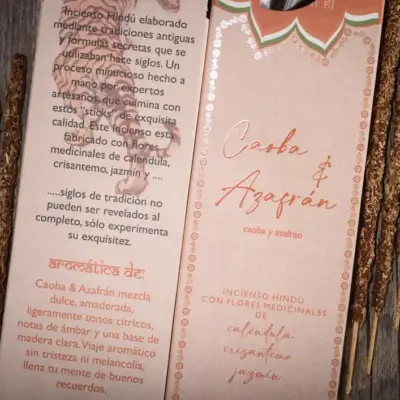 Incienso Hindú elaborado
mediante tradiciones antiguas
y formulas secretas que se
utilizaban hace siglos. Un
proceso minucioso hecho a
mano por expertos
artesanos, que culmina con
estos "sticks" de exquisita
calidad. Este incienso está
fabricado con flores
medicinales de caléndula,
crisantemo, jazmín y ....
.....siglos de tradición no
pueden ser revelados al
completo, sólo experimenta
su exquisitez.
aromática de:
Caoba & Azafrán mezcla
dulce, amaderada,
ligeramente tonos cítricos,
notas de ámbar y una base de
madera clara. Viaje aromático
sin tristeza ni melancolía,
llena tu mente de buenos
recuerdos.
Caoba
&
Azafrán
caoba y azafrán
INCIENSO HINDÚ
CON FLORES MEDICINALES
DE
caléndula
crisantemo
jazmín